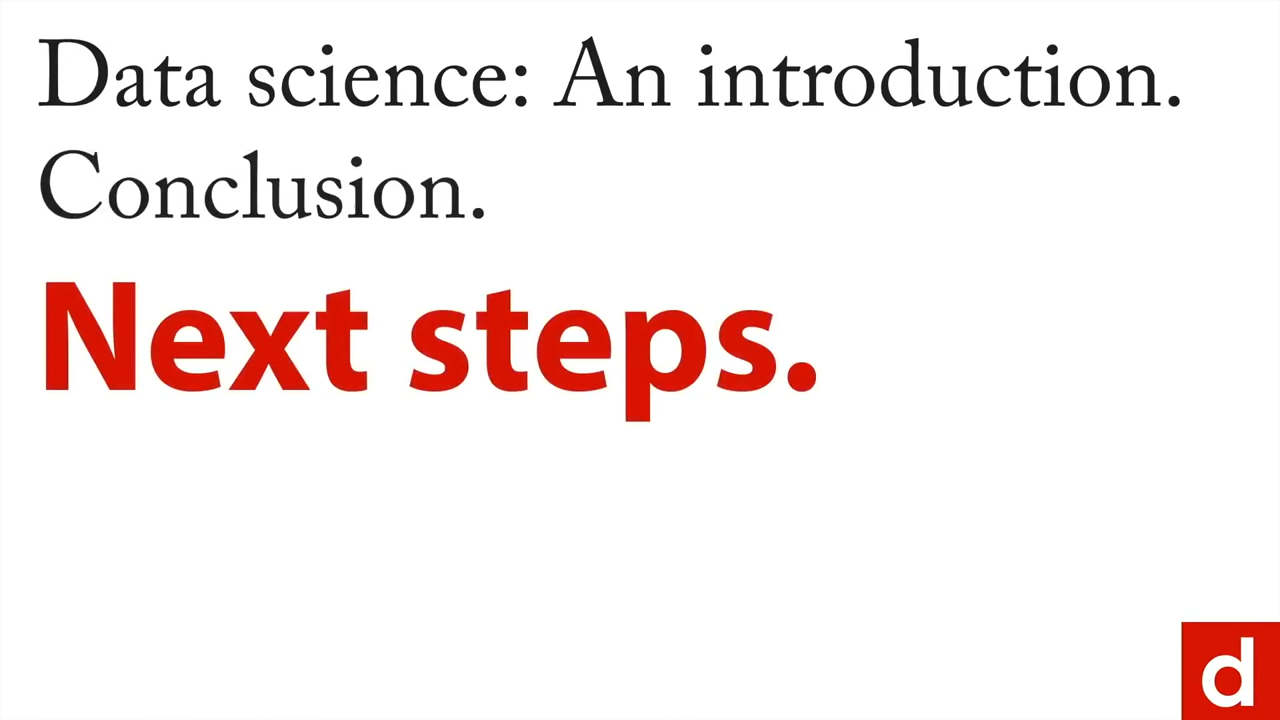 Data science: An introduction.
Conclusion.
Next steps.
d